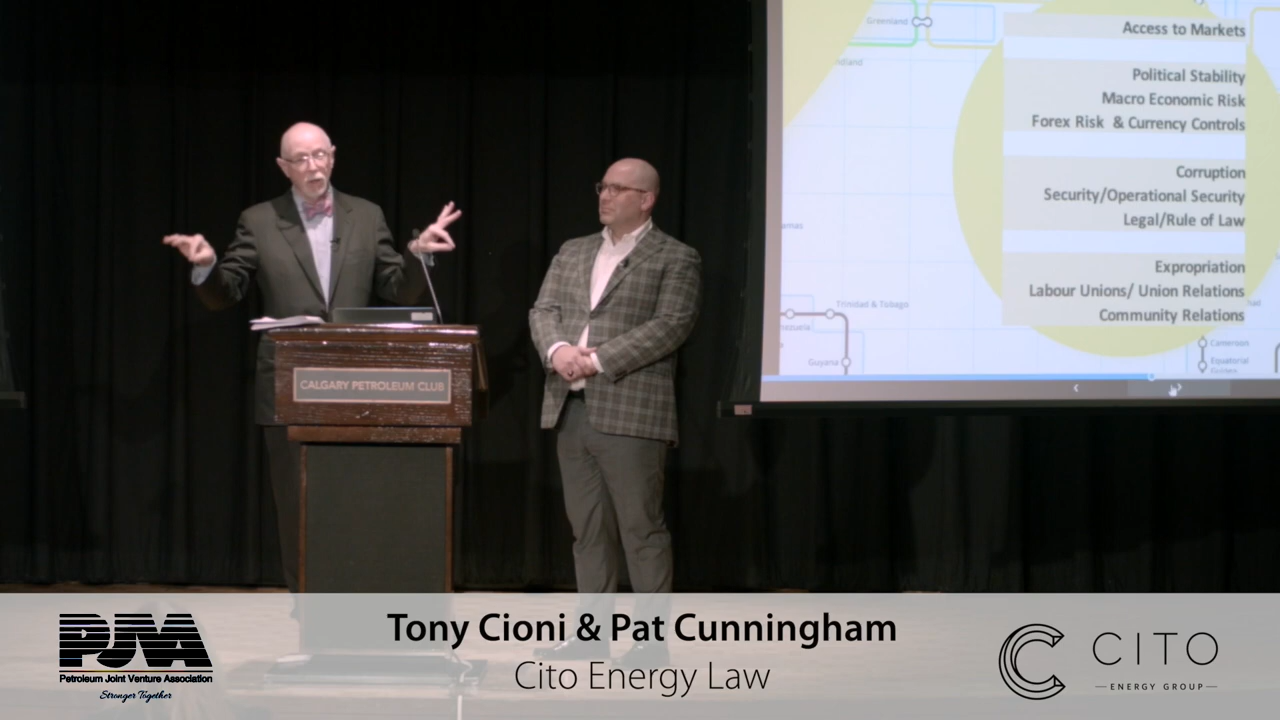 Greenland
Access to Markets
Political Stability
Macro Economic Risk
Forex Risk & Currency Controls
Corruption
Security/Operational Security
Legal/Rule of Law
Expropriation
Labour Unions/ Union Relations
Community Relations
Trinidad & Tobago
Guyana
Cameroon
Equatorial
Guinea
CALGARY PETROLEUM CLUB
PJVA
Petroleum Joint Venture Association
Stronger Together
Tony Cioni & Pat Cunningham
Cito Energy Law
CITO
ENERGY GROUP